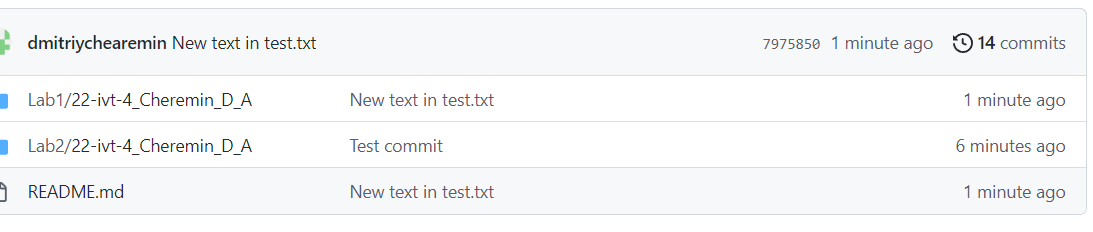 dmitriychearemin New text in test.txt 7975850 1 minute ago 14 commits
Lab1/22-ivt-4_Cheremin_D_A New text in test.txt 1 minute ago
Lab2/22-ivt-4_Cheremin_D_A Test commit 6 minutes ago
README.md New text in test.txt 1 minute ago